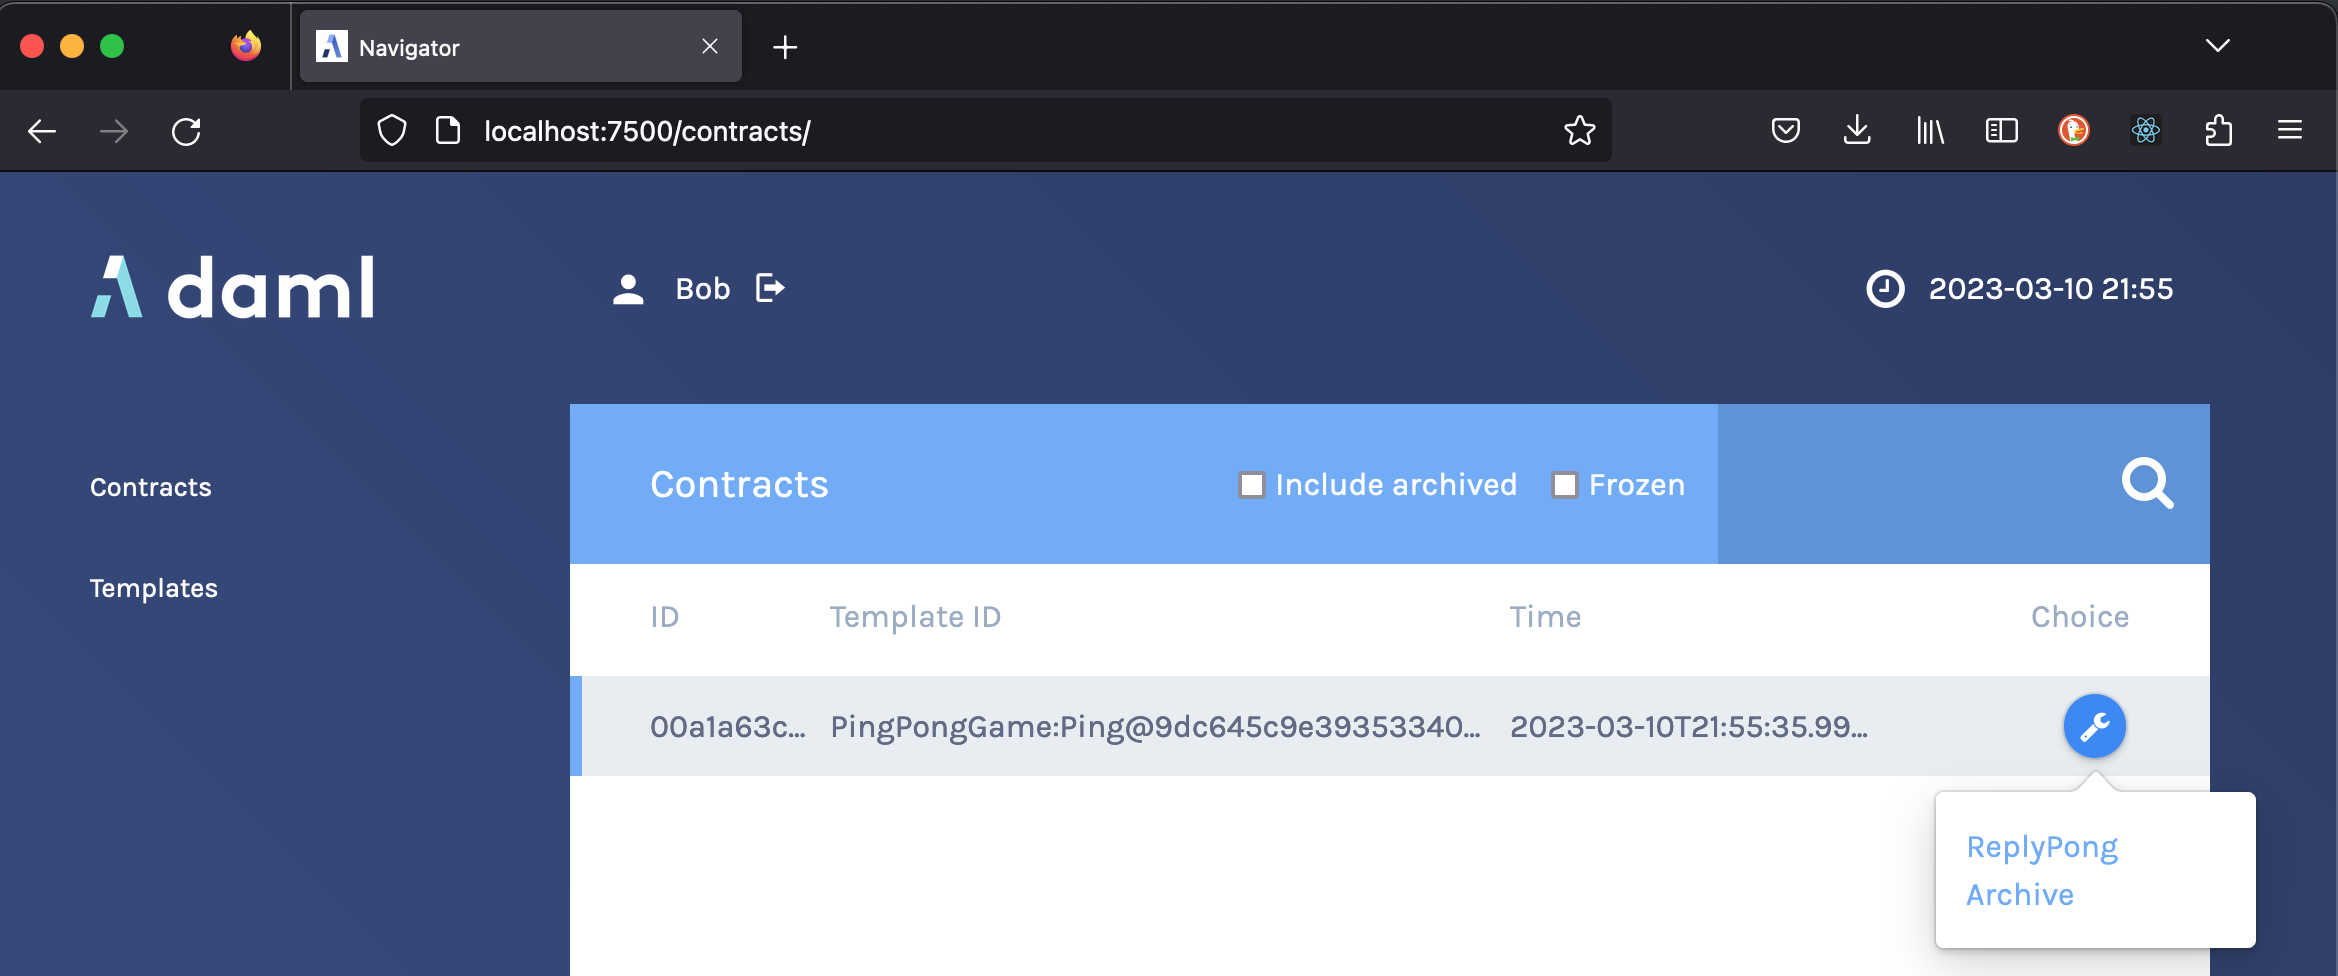 Navigator
localhost:7500/contracts/
daml
Bob
2023-03-10 21:55
Contracts
Templates
Contracts
Include archived
Frozen
ID Template ID Time Choice
00a1a63c... PingPongGame:Ping@9dc645c9e39353340... 2023-03-10T21:55:35.99...
ReplyPong
Archive